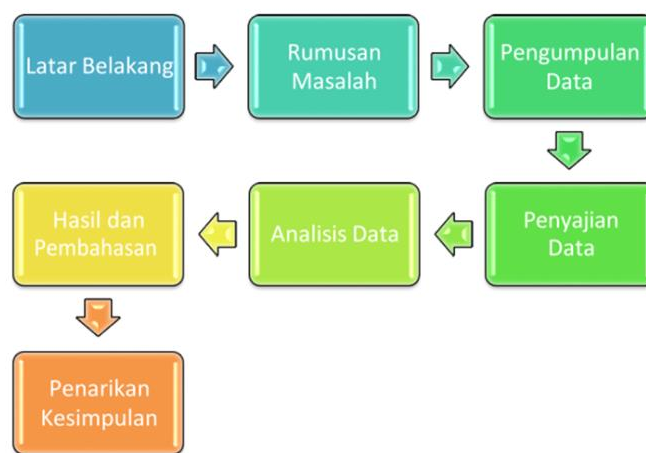 Latar Belakang
Rumusan
Masalah
Pengumpulan
Data
Penyajian
Data
Analisis Data
Hasil dan
Pembahasan
Penarikan
Kesimpulan